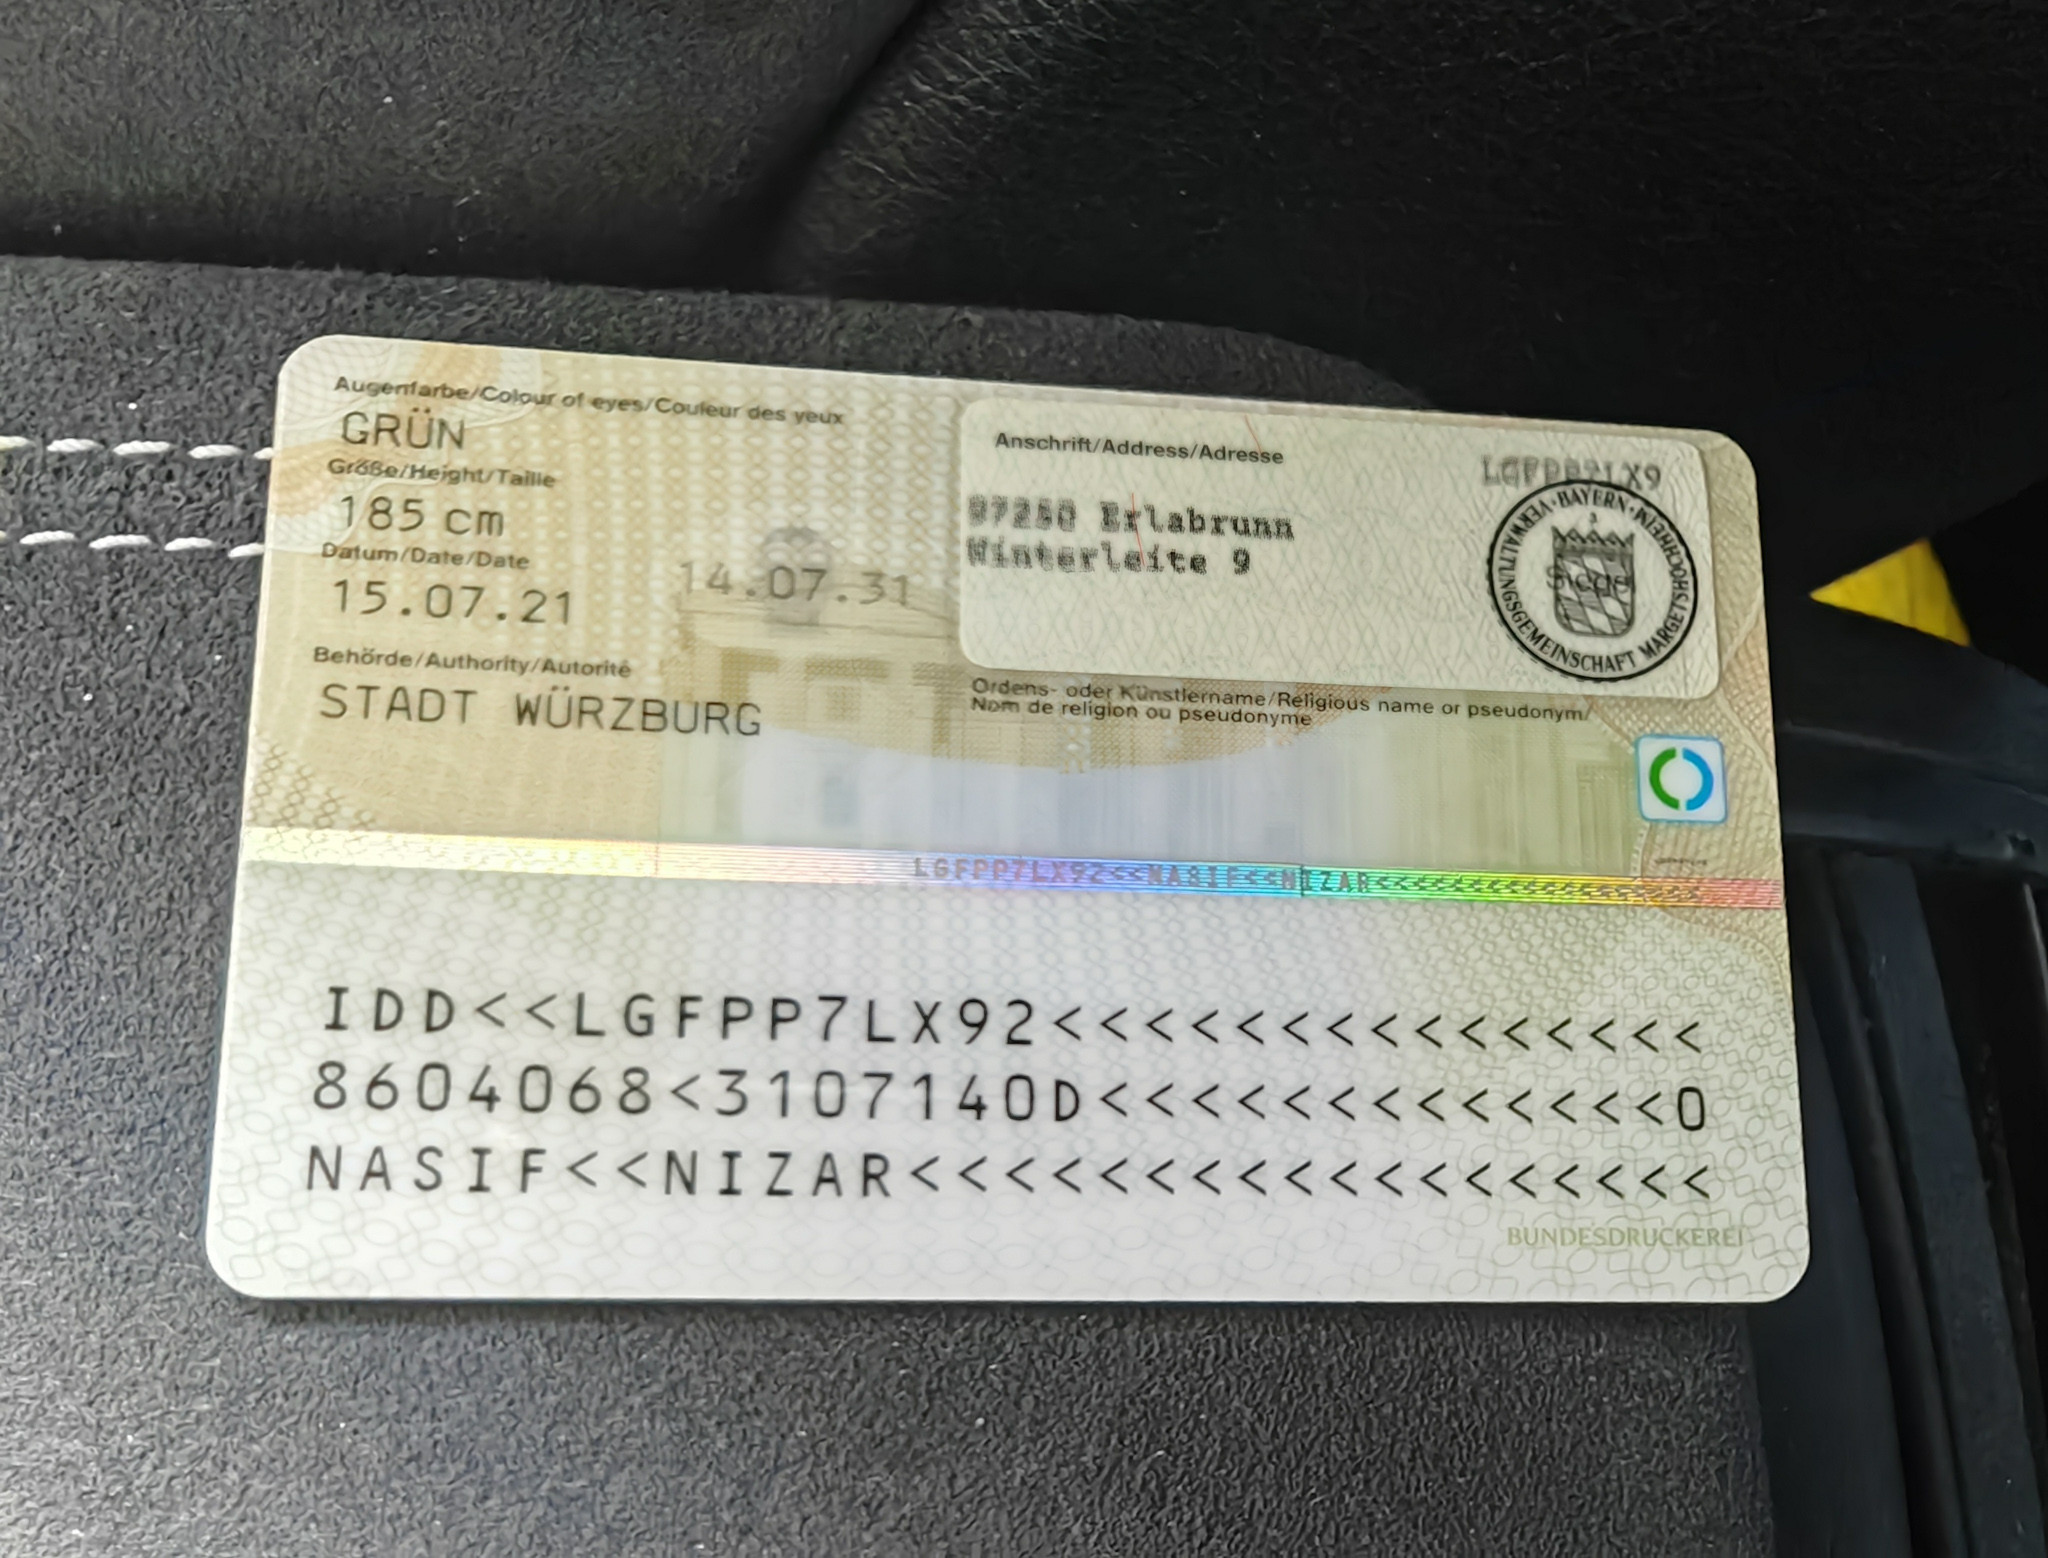 Augenfarbe/Colour of eyes/Couleur des yeux
GRÜN
Größe/Height/Taille
185 cm
Datum/Date/Date
15.07.21 14.07.31
Behörde/Authority/Autorité
STADT WÜRZBURG
Anschrift/Address/Adresse
LGFPP7LX9
97250 Erlabrunn
Winterleite 9
BAYERN
VERWALTUNGSGEMEINSCHAFT MARGETSHÖCHHEIM
Ordens- oder Künstlername/Religious name or pseudonym/
Nom de religion ou pseudonyme
LGFPP7LX92<<NASIF<<NIZAR<<<<<<<<<<<<<<
IDD<<LGFPP7LX92<<<<<<<<<<<<<<<
8604068<3107140D<<<<<<<<<<<<<0
NASIF<<NIZAR<<<<<<<<<<<<<<<<<<
BUNDESDRUCKEREI